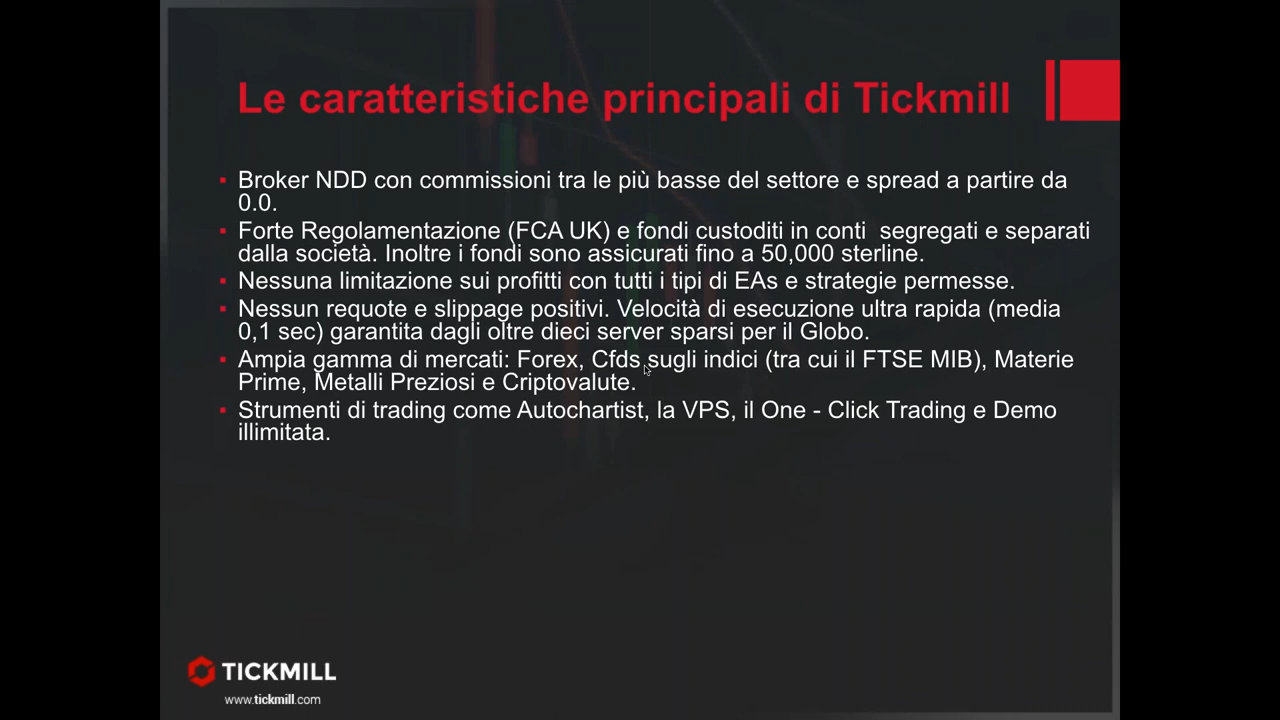 Le caratteristiche principali di Tickmill
▪ Broker NDD con commissioni tra le più basse del settore e spread a partire da
0.0.
▪ Forte Regolamentazione (FCA UK) e fondi custoditi in conti  segregati e separati
dalla società. Inoltre i fondi sono assicurati fino a 50,000 sterline.
▪ Nessuna limitazione sui profitti con tutti i tipi di EAs e strategie permesse.
▪ Nessun requote e slippage positivi. Velocità di esecuzione ultra rapida (media
0,1 sec) garantita dagli oltre dieci server sparsi per il Globo.
▪ Ampia gamma di mercati: Forex, Cfds sugli indici (tra cui il FTSE MIB), Materie
Prime, Metalli Preziosi e Criptovalute.
▪ Strumenti di trading come Autochartist, la VPS, il One - Click Trading e Demo
illimitata.
TICKMILL
www.tickmill.com